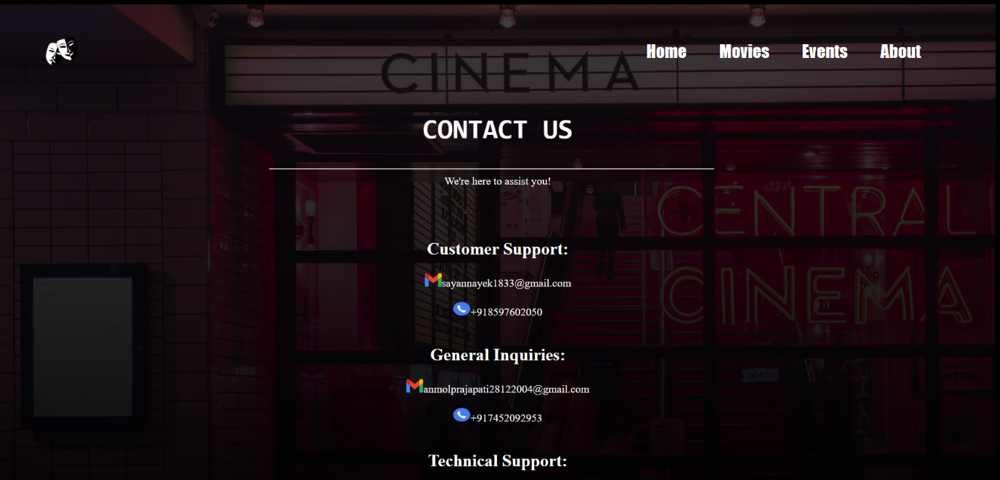 Home Movies Events About
CINEMA
CONTACT US
We're here to assist you!
CENTRAL
Customer Support:
sayannayek1833@gmail.com
CINEMA
+918597602050
General Inquiries:
anmolprajapati28122004@gmail.com
+917452092953
Technical Support: